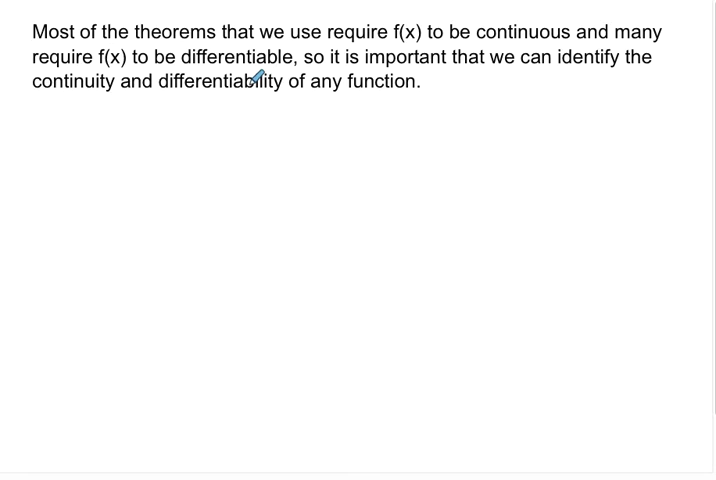 Most of the theorems that we use require f(x) to be continuous and many
require f(x) to be differentiable, so it is important that we can identify the
continuity and differentiability of any function.